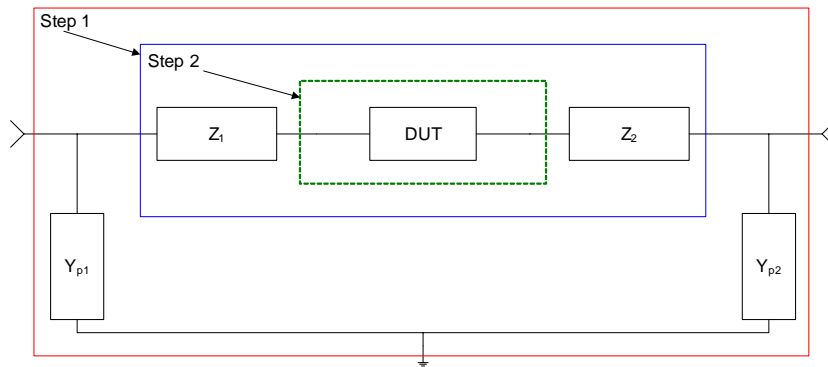 Step 1
Step 2
Z₁
DUT
Z₂
Yₚ₁
Yₚ₂